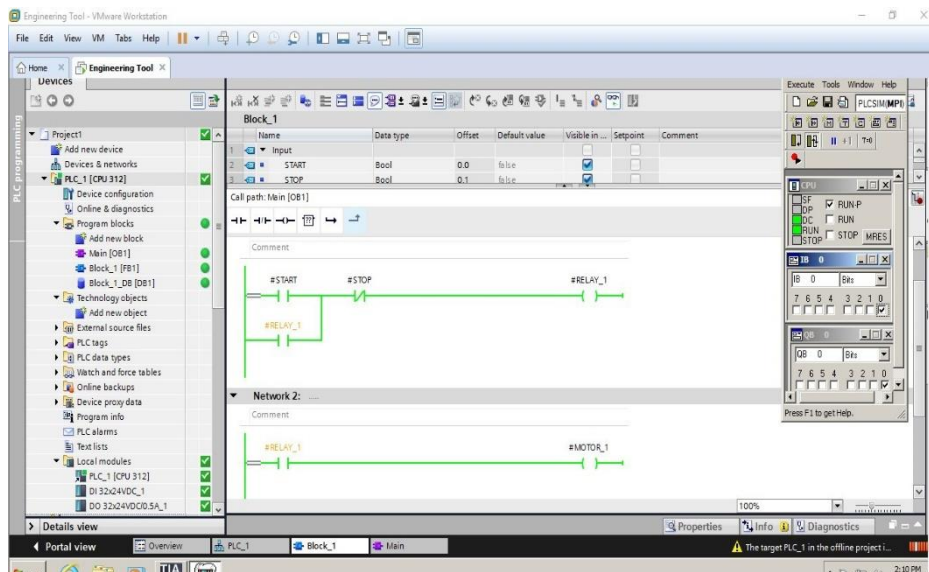 Engineering Tool - VMware Workstation
File Edit View VM Tabs Help
Home Engineering Tool
Devices
PLC programming
Project1
Add new device
Devices & networks
PLC_1 [CPU 312]
Device configuration
Online & diagnostics
Program blocks
Add new block
Main [OB1]
Block_1 [FB1]
Block_1_DB [DB1]
Technology objects
Add new object
External source files
PLC tags
PLC data types
Watch and force tables
Online backups
Device proxy data
Program info
PLC alarms
Text lists
Local modules
PLC_1 [CPU 312]
DI 32x24VDC_1
DO 32x24VDC/0.5A_1
Details view
Block_1
Name Data type Offset Default value Visible in ... Setpoint Comment
1 Input
2 START Bool 0.0 false
3 STOP Bool 0.1 false
Call path: Main [OB1]
Comment
#START #STOP #RELAY_1
#RELAY_1
Network 2: .....
Comment
#RELAY_1 #MOTOR_1
100%
Execute Tools Window Help
PLCSIM(MPI)
T=0
CPU
SF
DP
DC
RUN
STOP
RUN-P
RUN
STOP MRES
IB 0
IB 0 Bits
7 6 5 4 3 2 1 0
QB 0
QB 0 Bits
7 6 5 4 3 2 1 0
Press F1 to get Help.
Properties Info Diagnostics
Portal view Overview PLC_1 Block_1 Main The target PLC_1 in the offline project i...
TIA
2:10 PM